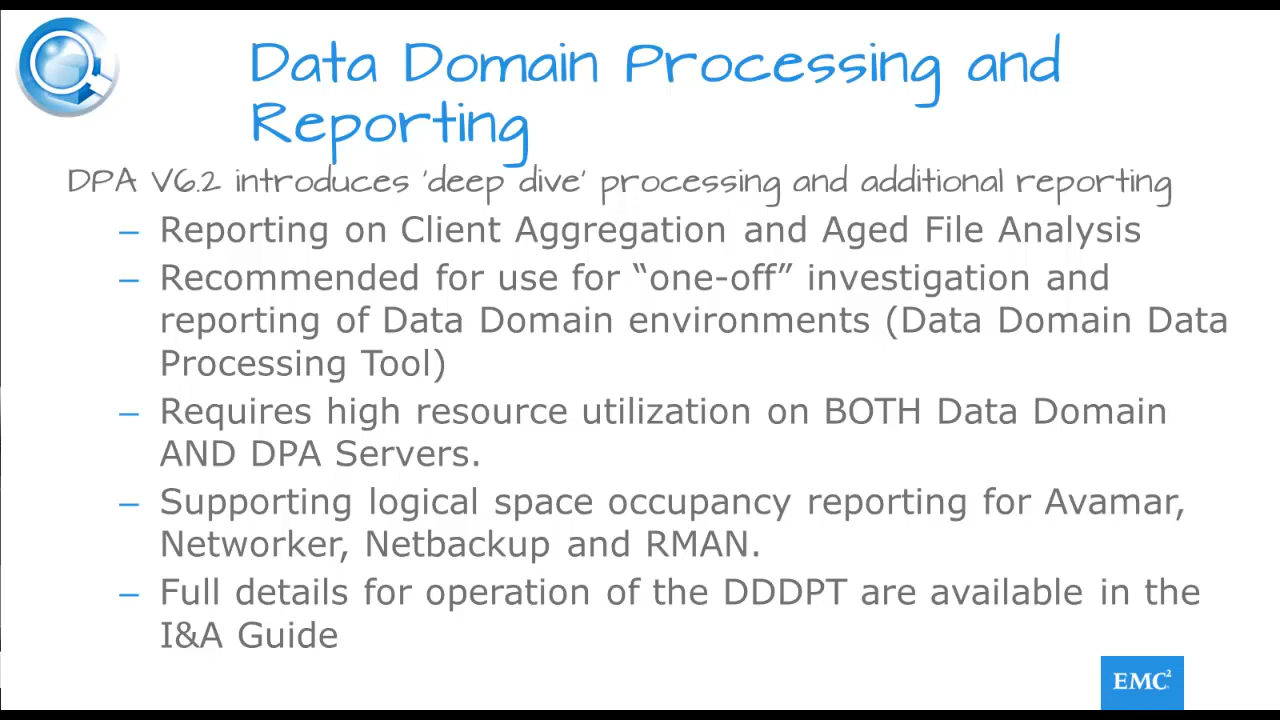 Data Domain Processing and
Reporting
DPA V6.2 introduces 'deep dive' processing and additional reporting
– Reporting on Client Aggregation and Aged File Analysis
– Recommended for use for “one-off” investigation and
reporting of Data Domain environments (Data Domain Data
Processing Tool)
– Requires high resource utilization on BOTH Data Domain
AND DPA Servers.
– Supporting logical space occupancy reporting for Avamar,
Networker, Netbackup and RMAN.
– Full details for operation of the DDDPT are available in the
I&A Guide
EMC²